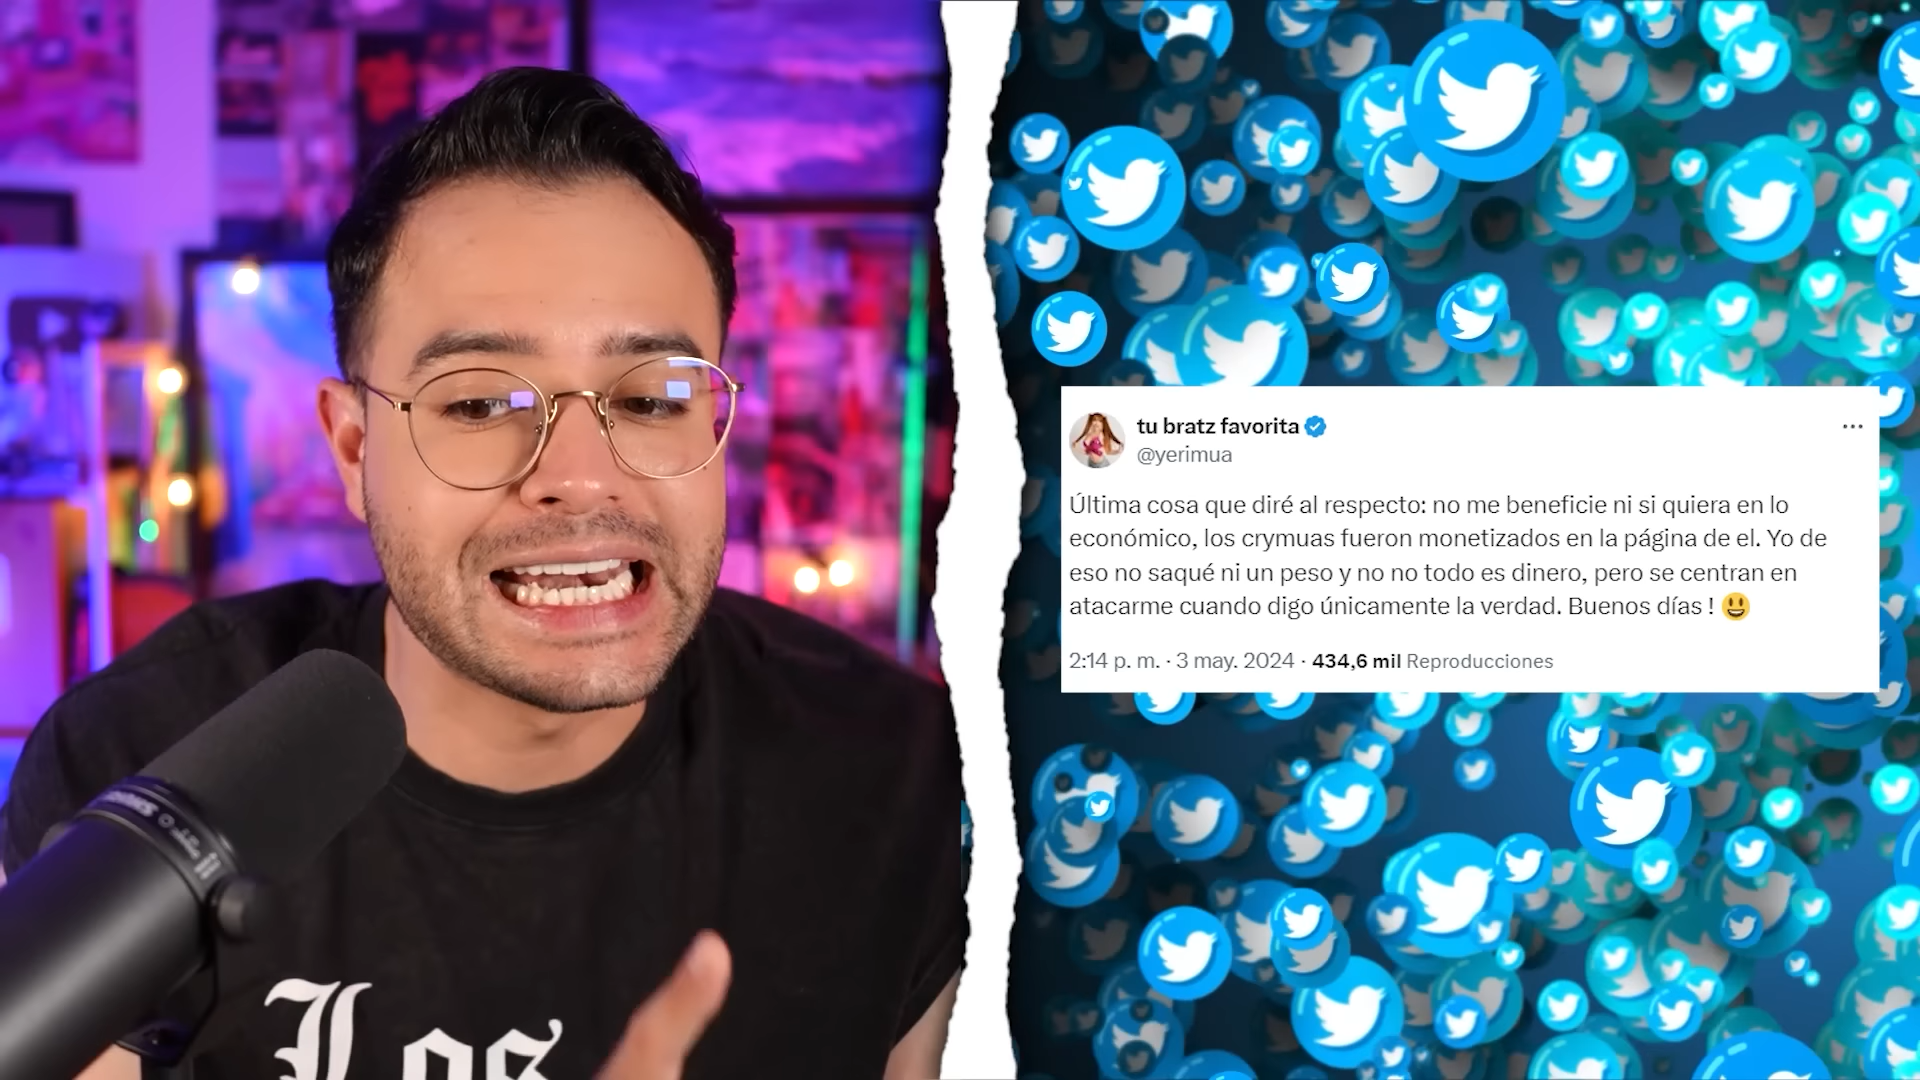 Los
tu bratz favorita
@yerimua
Última cosa que diré al respecto: no me beneficie ni si quiera en lo
económico, los crymuas fueron monetizados en la página de el. Yo de
eso no saqué ni un peso y no no todo es dinero, pero se centran en
atacarme cuando digo únicamente la verdad. Buenos días ! 😃
2:14 p. m. · 3 may. 2024 · 434,6 mil Reproducciones